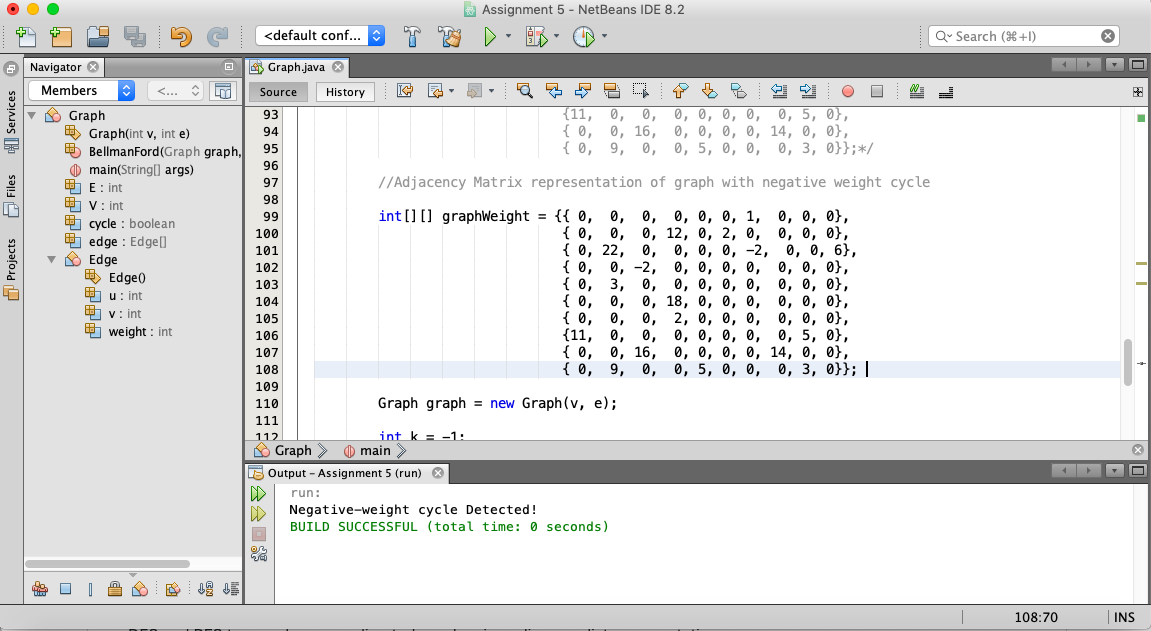 Assignment 5 - NetBeans IDE 8.2
<default conf...
Search (⌘+I)
Navigator
Members
<...
Graph
Graph(int v, int e)
BellmanFord(Graph graph,
main(String[] args)
E : int
V : int
cycle : boolean
edge : Edge[]
Edge
Edge()
u : int
v : int
weight : int
Services
Files
Projects
Graph.java
Source
History
93 {11, 0, 0, 0, 0, 0, 0, 0, 5, 0},
94 { 0, 0, 16, 0, 0, 0, 0, 14, 0, 0},
95 { 0, 9, 0, 0, 5, 0, 0, 0, 3, 0}};*/
96
97 //Adjacency Matrix representation of graph with negative weight cycle
98
99 int[][] graphWeight = {{ 0, 0, 0, 0, 0, 0, 1, 0, 0, 0},
100 { 0, 0, 0, 12, 0, 2, 0, 0, 0, 0},
101 { 0, 22, 0, 0, 0, 0, -2, 0, 0, 6},
102 { 0, 0, -2, 0, 0, 0, 0, 0, 0, 0},
103 { 0, 3, 0, 0, 0, 0, 0, 0, 0, 0},
104 { 0, 0, 0, 18, 0, 0, 0, 0, 0, 0},
105 { 0, 0, 0, 2, 0, 0, 0, 0, 0, 0},
106 {11, 0, 0, 0, 0, 0, 0, 0, 5, 0},
107 { 0, 0, 16, 0, 0, 0, 0, 14, 0, 0},
108 { 0, 9, 0, 0, 5, 0, 0, 0, 3, 0}};
109
110 Graph graph = new Graph(v, e);
111
112 int k = -1;
Graph
main
Output - Assignment 5 (run)
run:
Negative-weight cycle Detected!
BUILD SUCCESSFUL (total time: 0 seconds)
108:70
INS